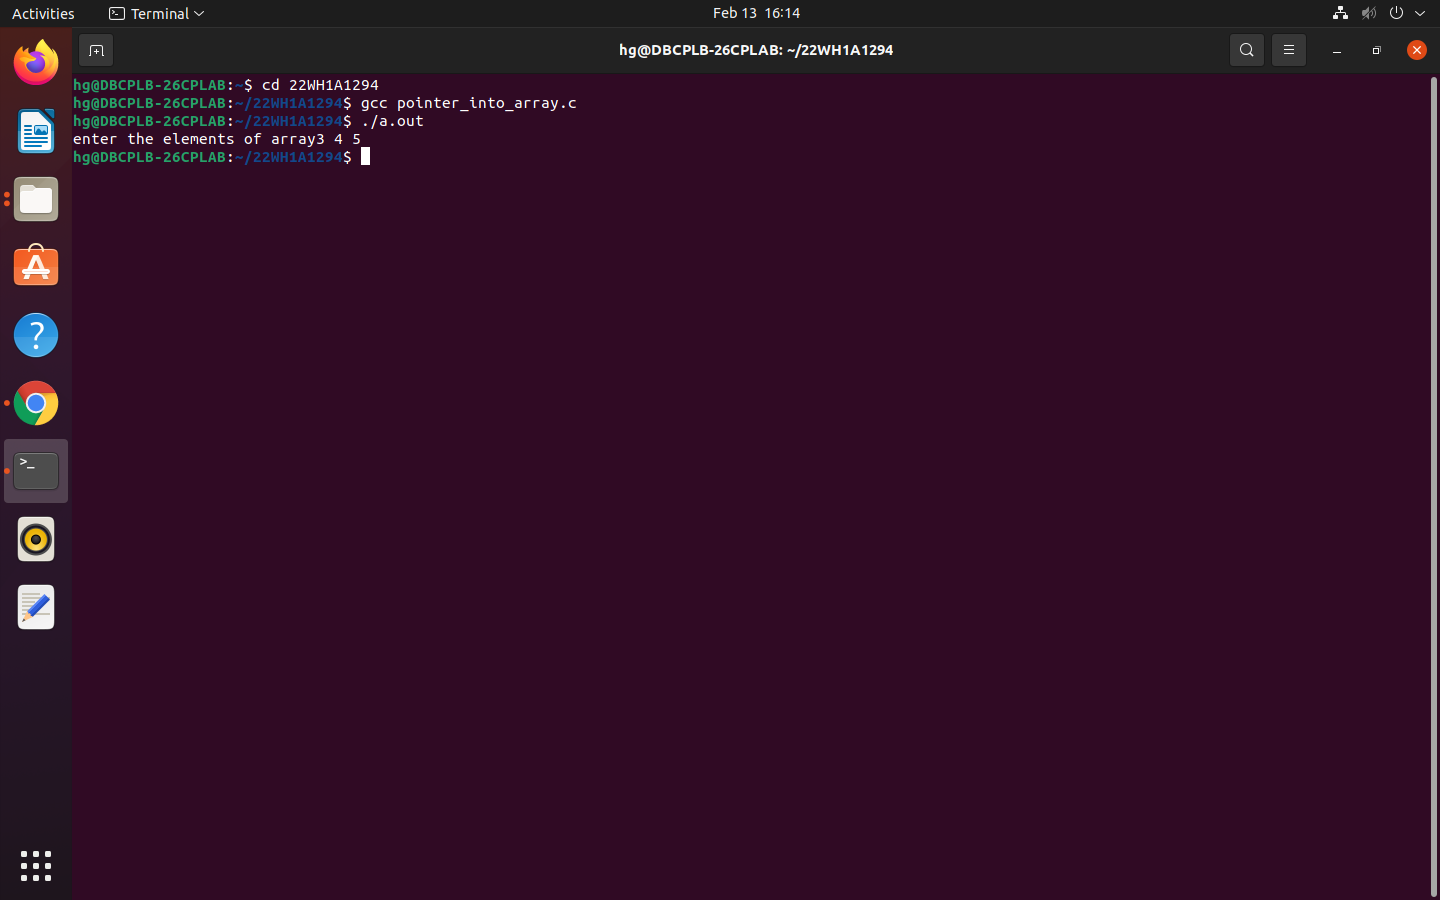 Activities
Terminal
Feb 13 16:14
hg@DBCPLB-26CPLAB: ~/22WH1A1294
hg@DBCPLB-26CPLAB:~$ cd 22WH1A1294
hg@DBCPLB-26CPLAB:~/22WH1A1294$ gcc pointer_into_array.c
hg@DBCPLB-26CPLAB:~/22WH1A1294$ ./a.out
enter the elements of array3 4 5
hg@DBCPLB-26CPLAB:~/22WH1A1294$